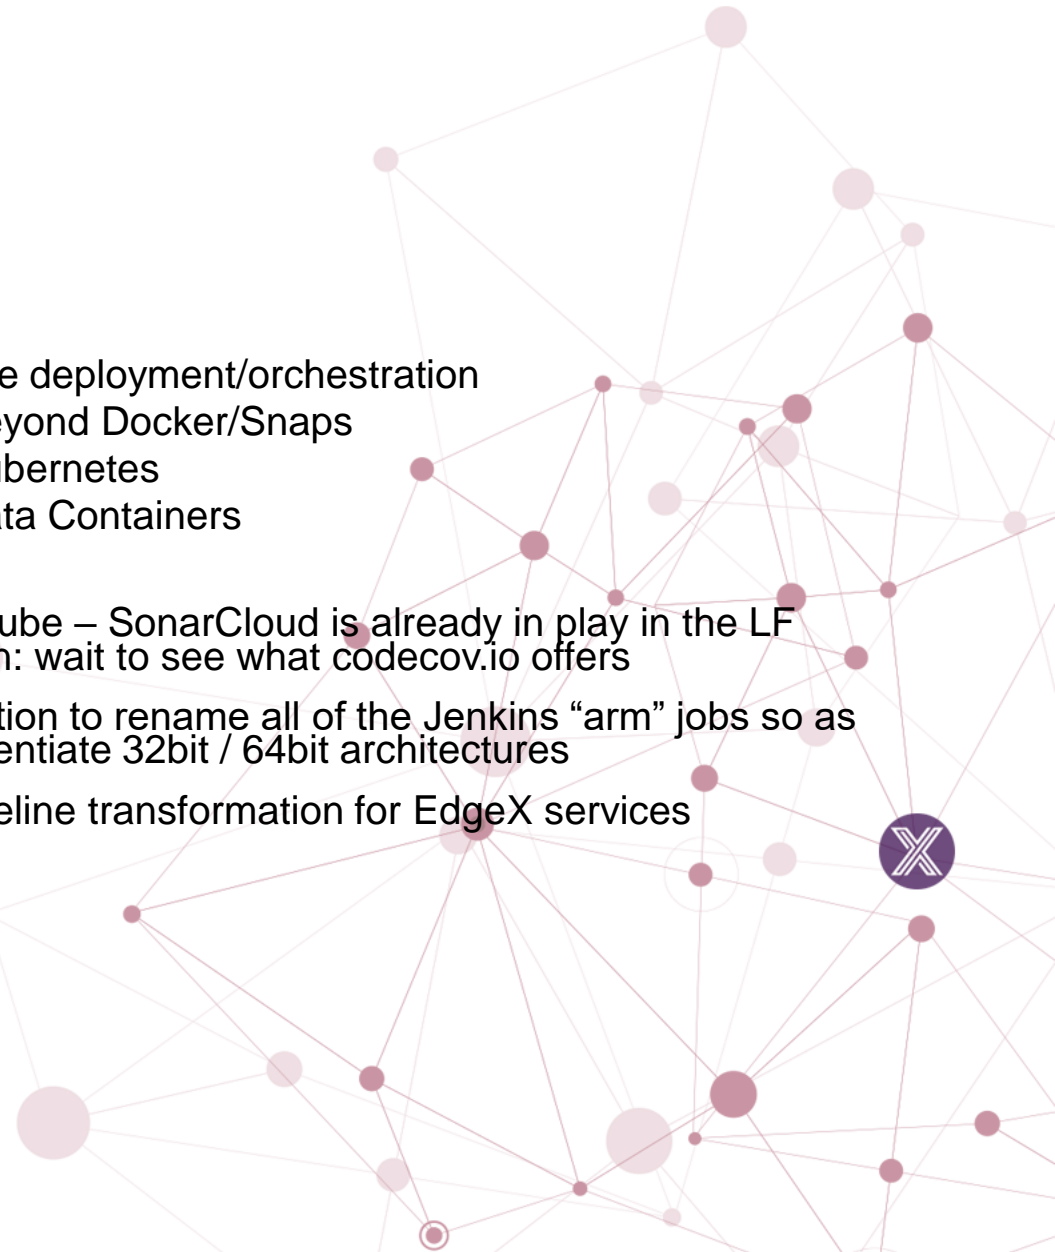 e deployment/orchestration
eyond Docker/Snaps
ubernetes
ata Containers
ube – SonarCloud is already in play in the LF
n: wait to see what codecov.io offers
tion to rename all of the Jenkins “arm” jobs so as
entiate 32bit / 64bit architectures
eline transformation for EdgeX services